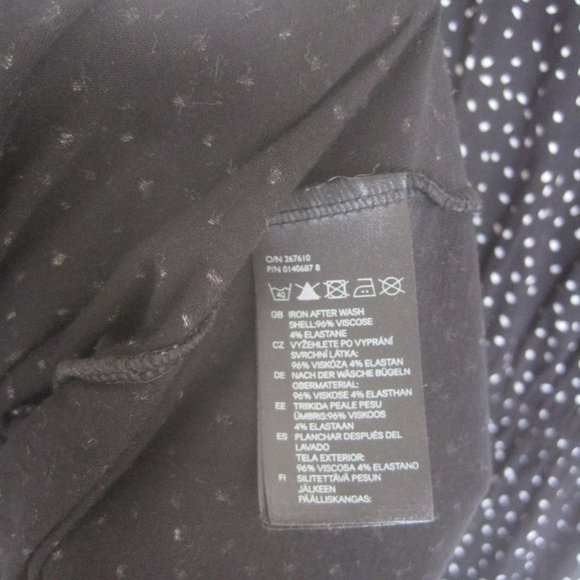 O/N 267610
P/N 0140687 8
40
GB IRON AFTER WASH
SHELL:96% VISCOSE
4% ELASTANE
CZ VYŽEHLETE PO VYPRÁNÍ
SVRCHNÍ LÁTKA:
96% VISKÓZA 4% ELASTAN
DE NACH DER WÄSCHE BÜGELN
OBERMATERIAL:
96% VISKOSE 4% ELASTHAN
EE TRIIKIDA PEALE PESU
ÜMBRIS:96% VISKOOS
4% ELASTAAN
ES PLANCHAR DESPUÉS DEL
LAVADO
TELA EXTERIOR:
96% VISCOSA 4% ELASTANO
FI SILITETTÄVÄ PESUN
JÄLKEEN
PÄÄLLISKANGAS: